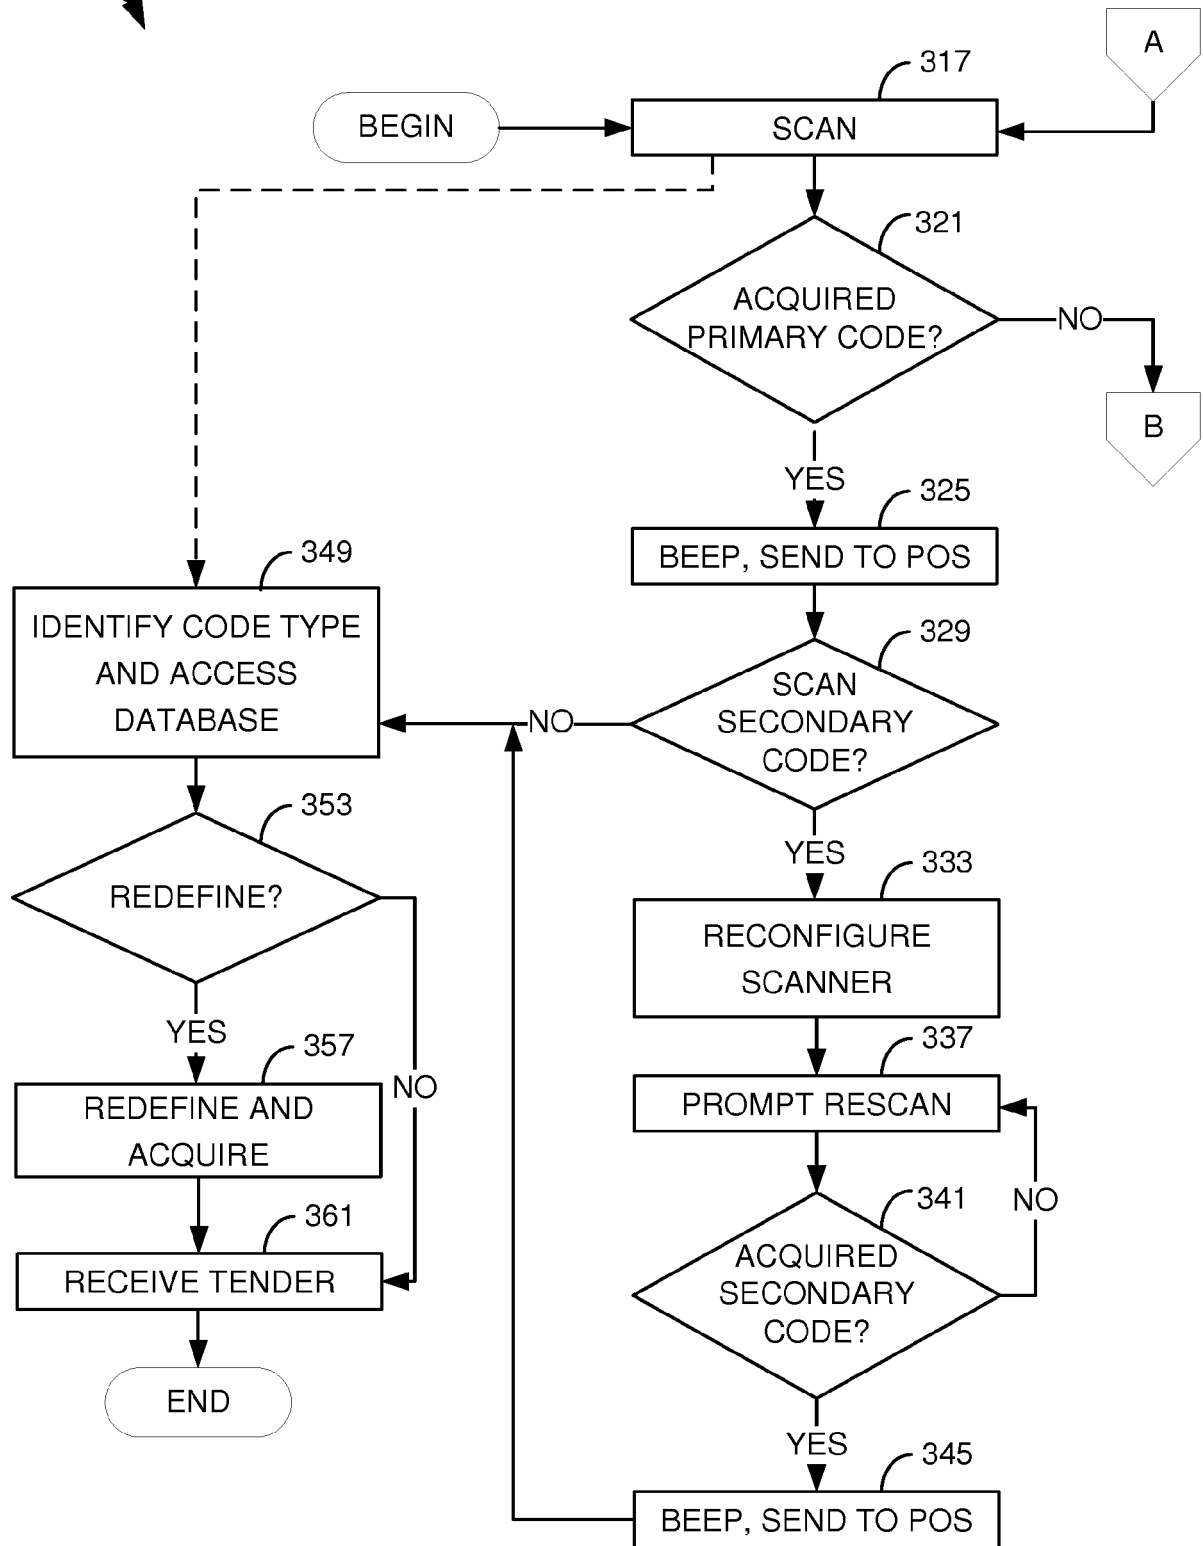 A
317
BEGIN
SCAN
321
ACQUIRED
PRIMARY CODE?
NO
B
YES
325
BEEP, SEND TO POS
349
IDENTIFY CODE TYPE
AND ACCESS
DATABASE
329
SCAN
SECONDARY
CODE?
NO
YES
353
REDEFINE?
333
RECONFIGURE
SCANNER
YES
357
NO
REDEFINE AND
ACQUIRE
337
PROMPT RESCAN
361
RECEIVE TENDER
341
NO
ACQUIRED
SECONDARY
CODE?
END
YES
345
BEEP, SEND TO POS